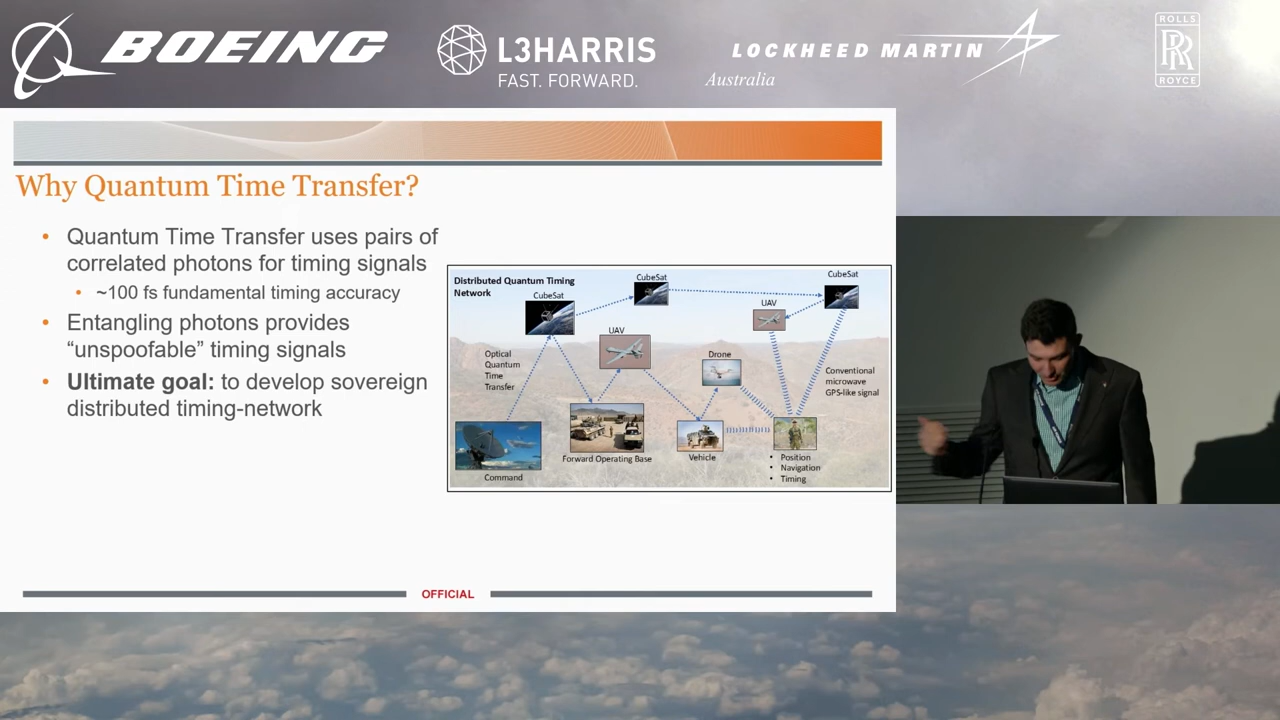 BOEING
L3HARRIS
FAST. FORWARD.
LOCKHEED MARTIN
Australia
ROLLS
RR
ROYCE
Why Quantum Time Transfer?
• Quantum Time Transfer uses pairs of
correlated photons for timing signals
• ~100 fs fundamental timing accuracy
• Entangling photons provides
“unspoofable” timing signals
• Ultimate goal: to develop sovereign
distributed timing-network
Distributed Quantum Timing
Network
CubeSat
CubeSat
CubeSat
UAV
UAV
Optical
Quantum
Time
Transfer
Drone
Conventional
microwave
GPS-like signal
Command
Forward Operating Base
Vehicle
• Position
• Navigation
• Timing
OFFICIAL